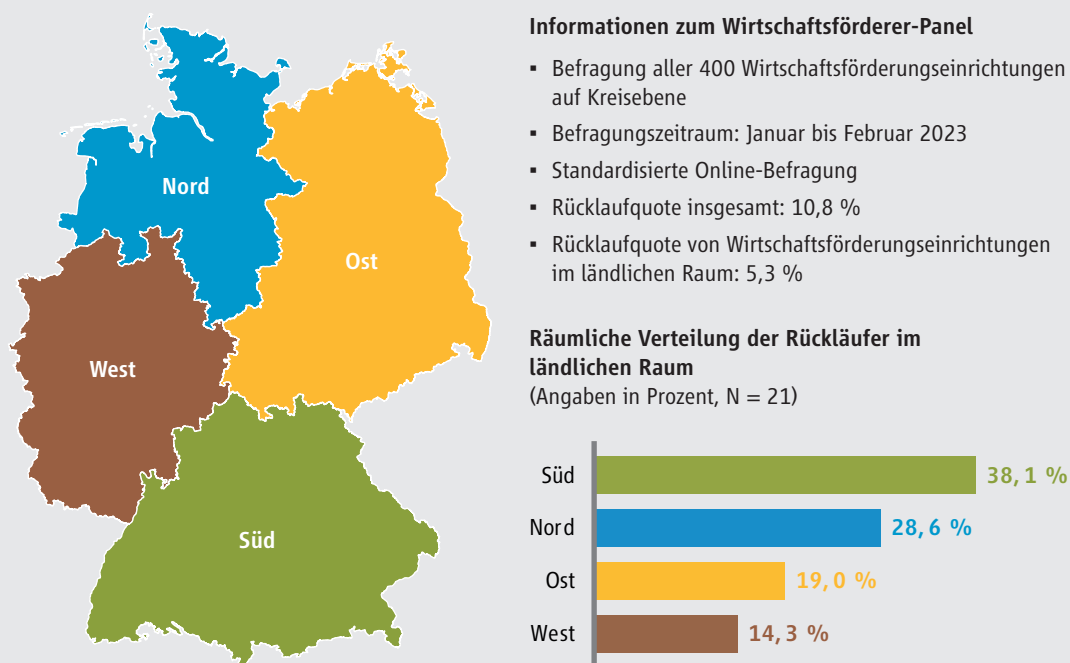 Nord
Ost
West
Süd
Informationen zum Wirtschaftsförderer-Panel
▪ Befragung aller 400 Wirtschaftsförderungseinrichtungen
auf Kreisebene
▪ Befragungszeitraum: Januar bis Februar 2023
▪ Standardisierte Online-Befragung
▪ Rücklaufquote insgesamt: 10,8 %
▪ Rücklaufquote von Wirtschaftsförderungseinrichtungen
im ländlichen Raum: 5,3 %
Räumliche Verteilung der Rückläufer im
ländlichen Raum
(Angaben in Prozent, N = 21)
Süd 38,1 %
Nord 28,6 %
Ost 19,0 %
West 14,3 %